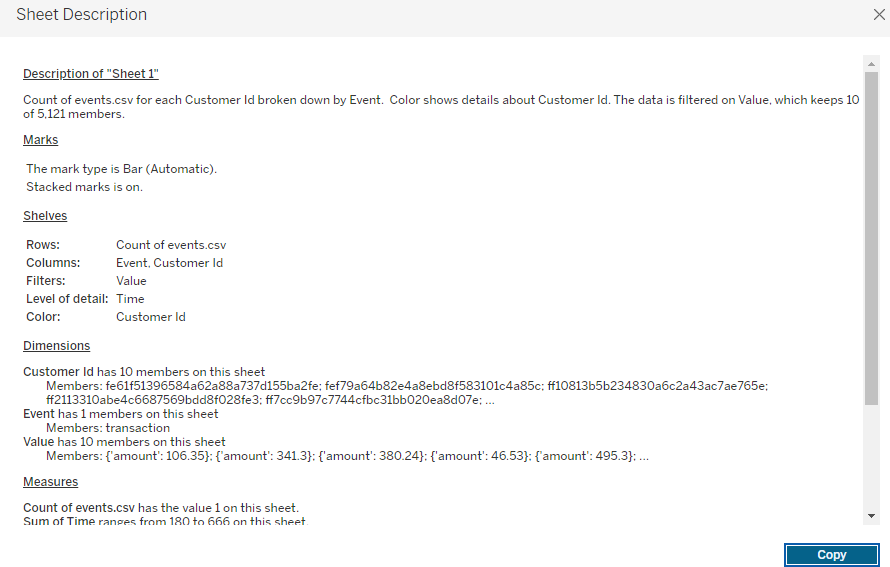 Sheet Description
Description of "Sheet 1"
Count of events.csv for each Customer Id broken down by Event.  Color shows details about Customer Id. The data is filtered on Value, which keeps 10
of 5,121 members.
Marks
The mark type is Bar (Automatic).
Stacked marks is on.
Shelves
Rows: Count of events.csv
Columns: Event, Customer Id
Filters: Value
Level of detail: Time
Color: Customer Id
Dimensions
Customer Id has 10 members on this sheet
Members: fe61f51396584a62a88a737d155ba2fe; fef79a64b82e4a8ebd8f583101c4a85c; ff10813b5b234830a6c2a43ac7ae765e;
ff2113310abe4c6687569bdd8f028fe3; ff7cc9b97c7744cfbc31bb020ea8d07e; ...
Event has 1 members on this sheet
Members: transaction
Value has 10 members on this sheet
Members: {'amount': 106.35}; {'amount': 341.3}; {'amount': 380.24}; {'amount': 46.53}; {'amount': 495.3}; ...
Measures
Count of events.csv has the value 1 on this sheet.
Sum of Time ranges from 180 to 666 on this sheet.
Copy